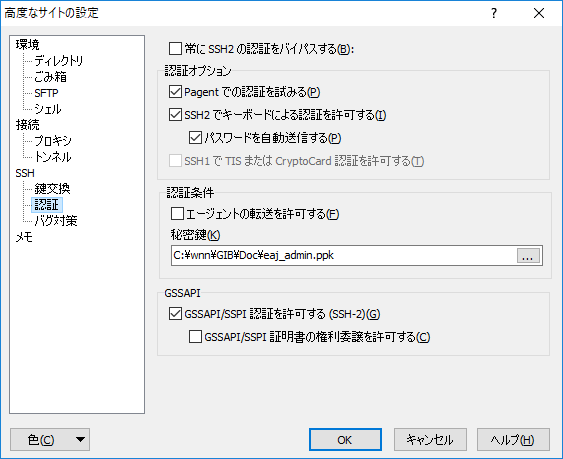 高度なサイトの設定
環境
ディレクトリ
ごみ箱
SFTP
シェル
接続
プロキシ
トンネル
SSH
鍵交換
認証
バグ対策
メモ
常に SSH2 の認証をバイパスする(B):
認証オプション
Pagent での認証を試みる(P)
SSH2 でキーボードによる認証を許可する(I)
パスワードを自動送信する(P)
SSH1 で TIS または CryptoCard 認証を許可する(T)
認証条件
エージェントの転送を許可する(F)
秘密鍵(K)
C:¥wnn¥GIB¥Doc¥eaj_admin.ppk
...
GSSAPI
GSSAPI/SSPI 認証を許可する (SSH-2)(G)
GSSAPI/SSPI 証明書の権利委譲を許可する(C)
色(C)
OK
キャンセル
ヘルプ(H)